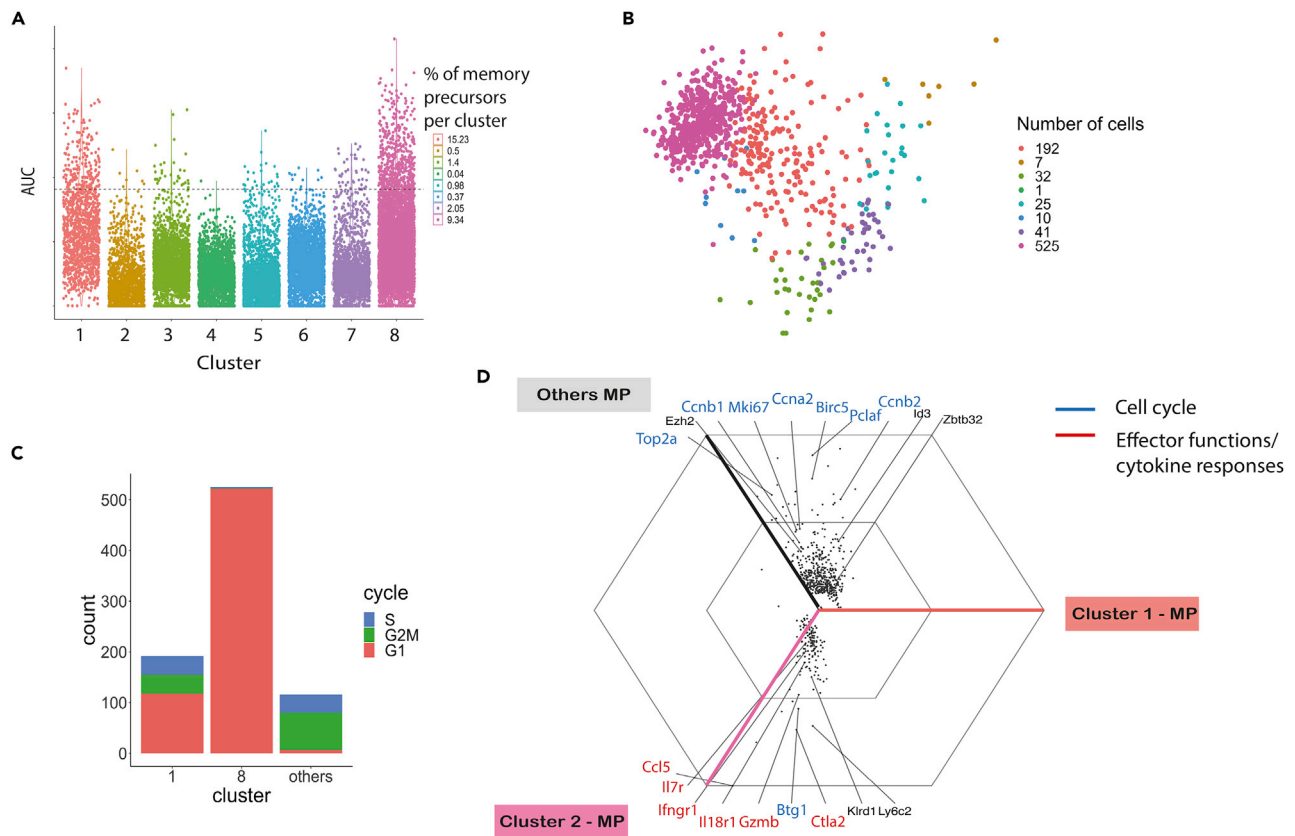 A
AUC
1 2 3 4 5 6 7 8
Cluster
% of memory
precursors
per cluster
15.23
0.5
1.4
0.04
0.98
0.37
2.05
9.34
B
Number of cells
192
7
32
1
25
10
41
525
C
count
500
400
300
200
100
0
1 8 others
cluster
cycle
S
G2M
G1
D
Others MP
Ccnb1 Mki67 Ccna2 Birc5 Ccnb2
Ezh2 Pclaf Id3 Zbtb32
Top2a
Cell cycle
Effector functions/
cytokine responses
Cluster 1 - MP
Ccl5
Il7r
Ifngr1
Il18r1 Gzmb Btg1 Ctla2 Klrd1 Ly6c2
Cluster 2 - MP